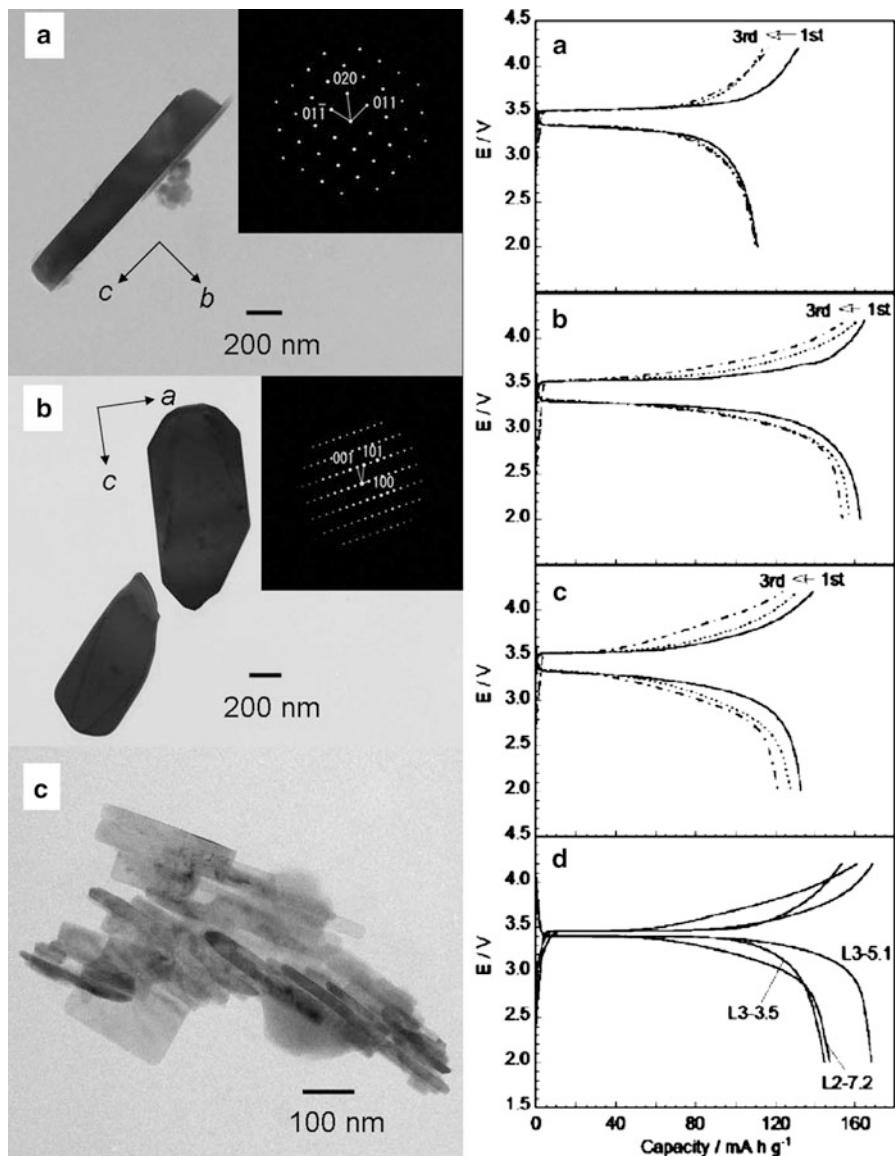 a
020
011̄
011
c
b
200 nm
b
a
c
001̄
101̄
100
200 nm
c
100 nm
a
3rd ⇐ 1st
4.5
4.0
3.5
3.0
2.5
2.0
E / V
b
3rd ⇐ 1st
4.5
4.0
3.5
3.0
2.5
2.0
E / V
c
3rd ⇐ 1st
4.0
3.5
3.0
2.5
2.0
E / V
d
4.5
4.0
3.5
3.0
2.5
2.0
1.5
E / V
L3-5.1
L3-3.5
L2-7.2
0 40 80 120 160
Capacity / mA h g⁻¹